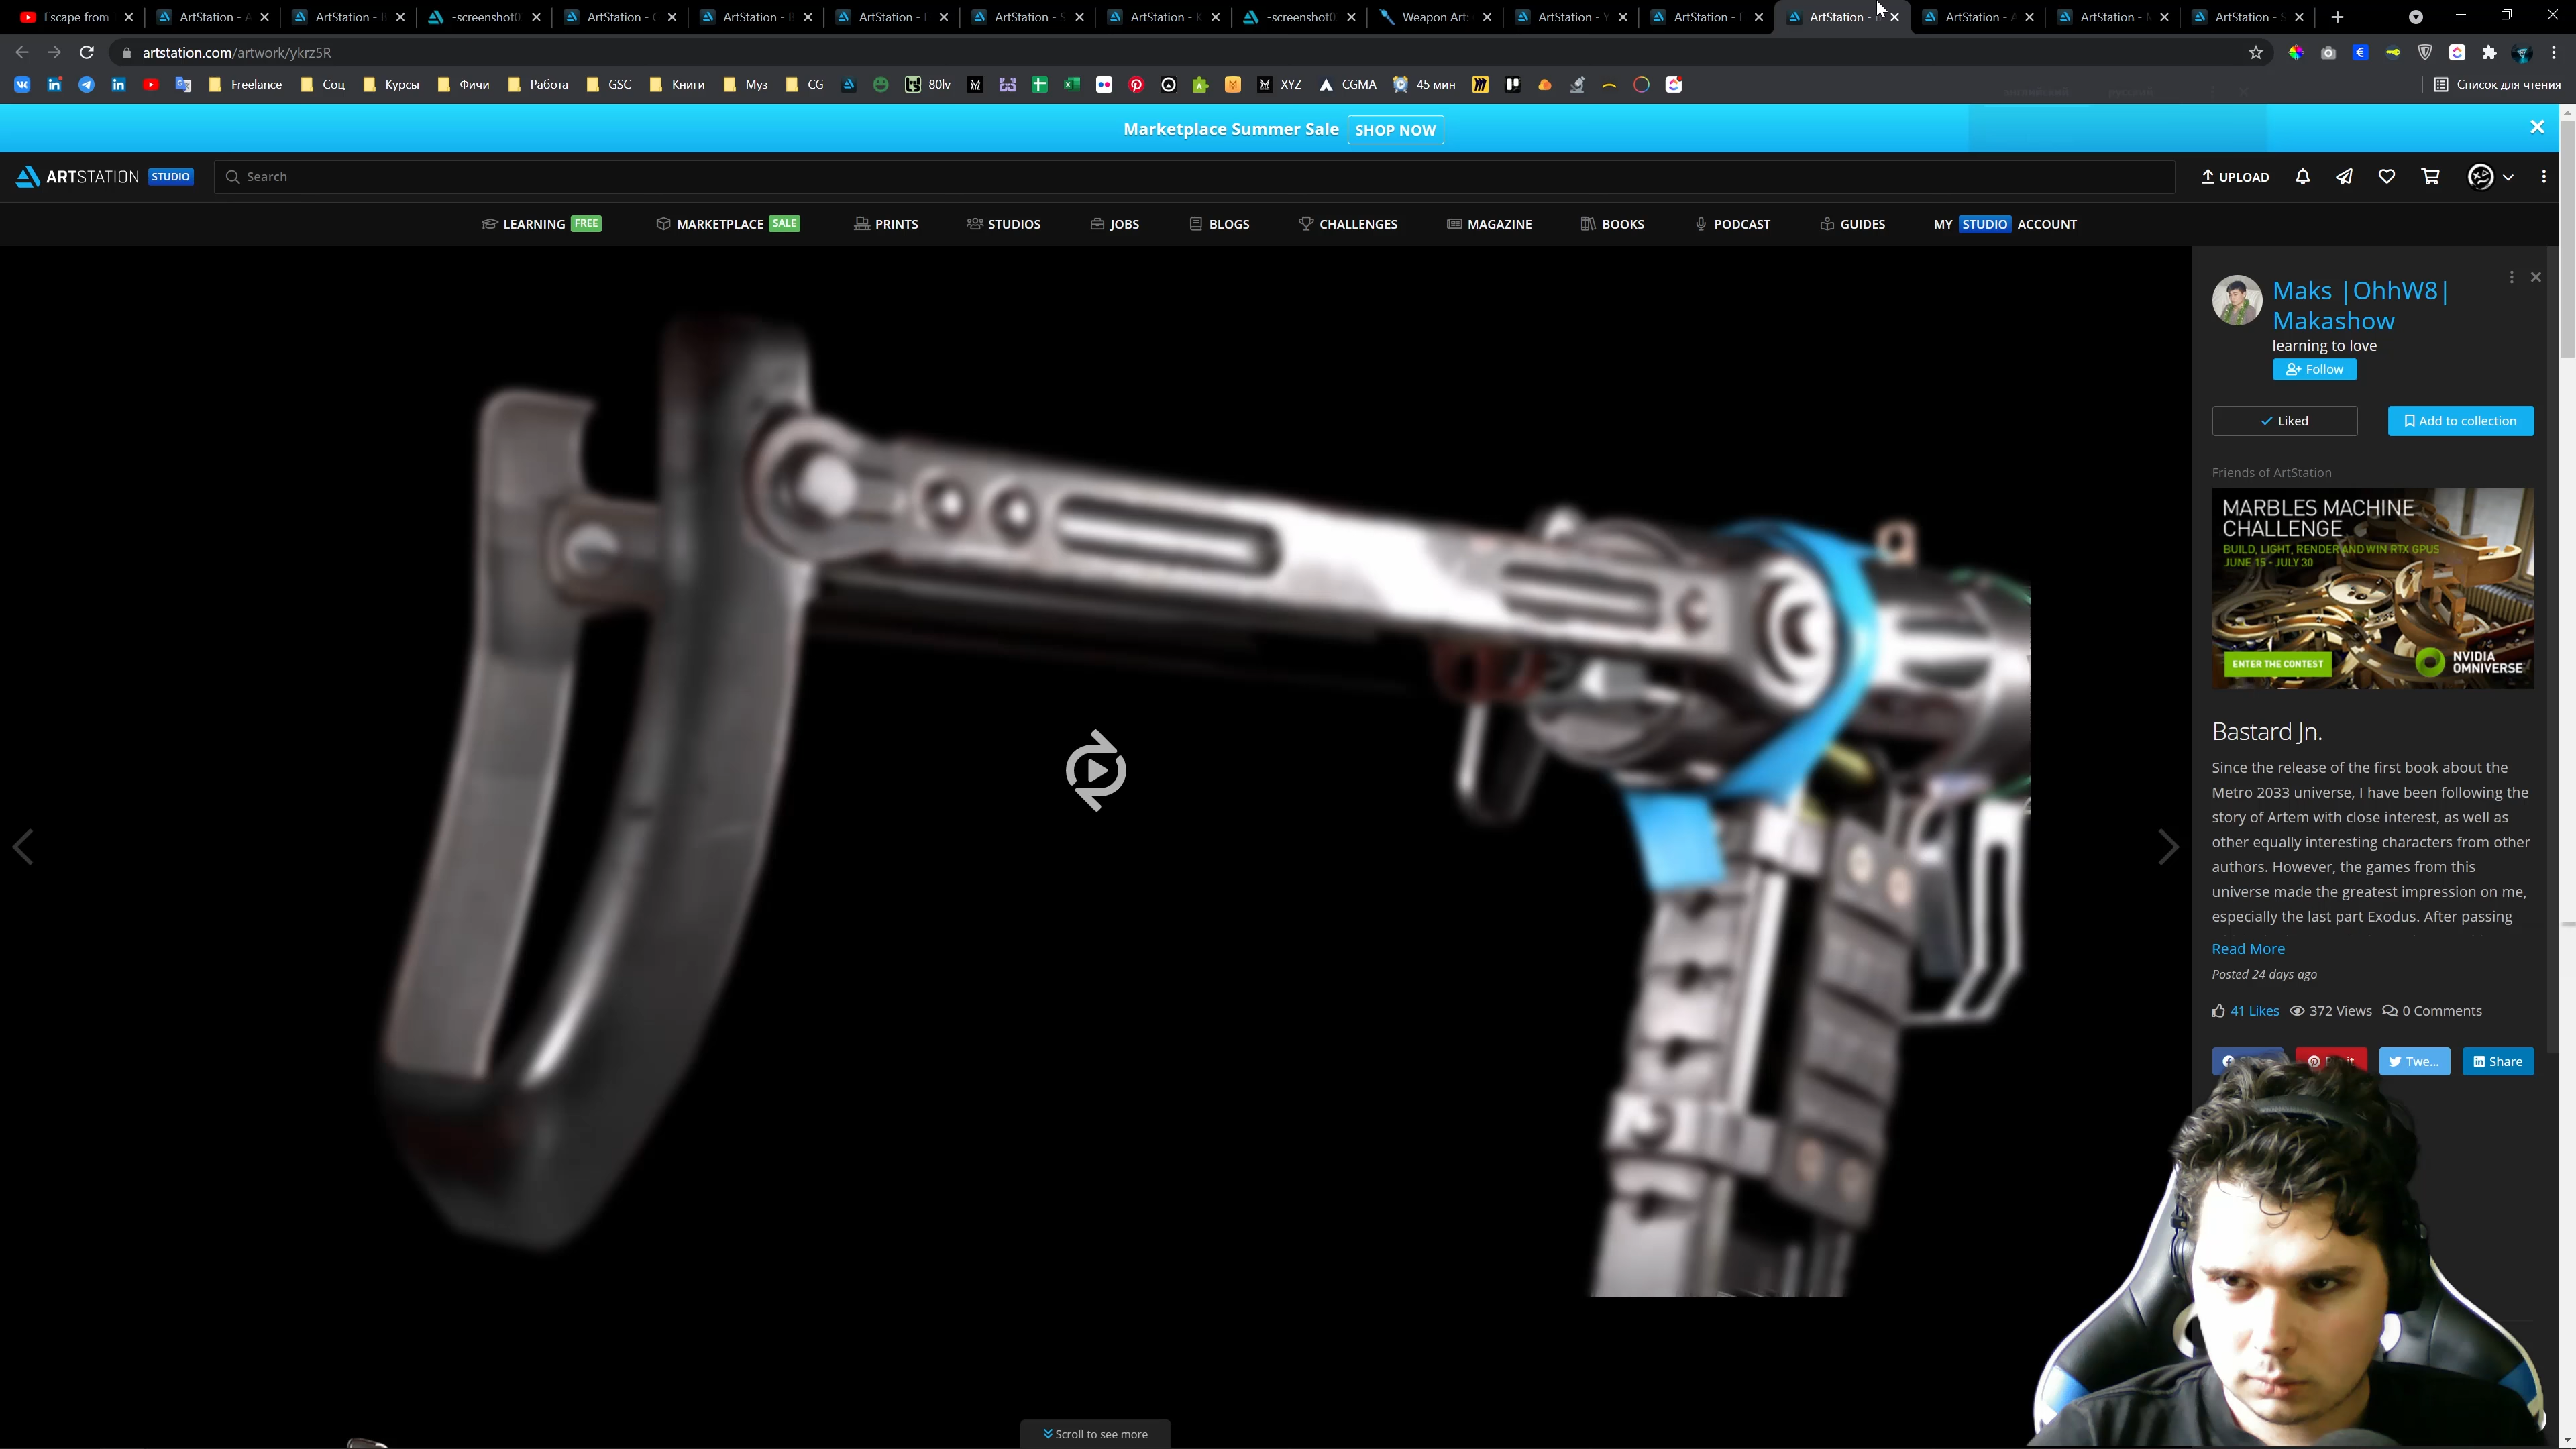 Escape from
ArtStation - A
ArtStation - E
-screenshot0
ArtStation - C
ArtStation - E
ArtStation - F
ArtStation - S
ArtStation - K
-screenshot0
Weapon Art:
ArtStation - Y
ArtStation - E
ArtStation -
ArtStation - A
ArtStation - N
ArtStation - S
artstation.com/artwork/ykrz5R
Freelance
Соц
Курсы
Фичи
Работа
GSC
Книги
Муз
CG
80lv
XYZ
CGMA
45 мин
Список для чтения
Marketplace Summer Sale SHOP NOW
ARTSTATION STUDIO
Search
UPLOAD
LEARNING FREE
MARKETPLACE SALE
PRINTS
STUDIOS
JOBS
BLOGS
CHALLENGES
MAGAZINE
BOOKS
PODCAST
GUIDES
MY STUDIO ACCOUNT
Maks |OhhW8|
Makashow
learning to love
Follow
Liked
Add to collection
Friends of ArtStation
MARBLES MACHINE
CHALLENGE
BUILD, LIGHT, RENDER AND WIN RTX GPUS
JUNE 15 - JULY 30
ENTER THE CONTEST
NVIDIA
OMNIVERSE
Bastard Jn.
Since the release of the first book about the
Metro 2033 universe, I have been following the
story of Artem with close interest, as well as
other equally interesting characters from other
authors. However, the games from this
universe made the greatest impression on me,
especially the last part Exodus. After passing
Read More
Posted 24 days ago
41 Likes
372 Views
0 Comments
Twe...
Share
Scroll to see more